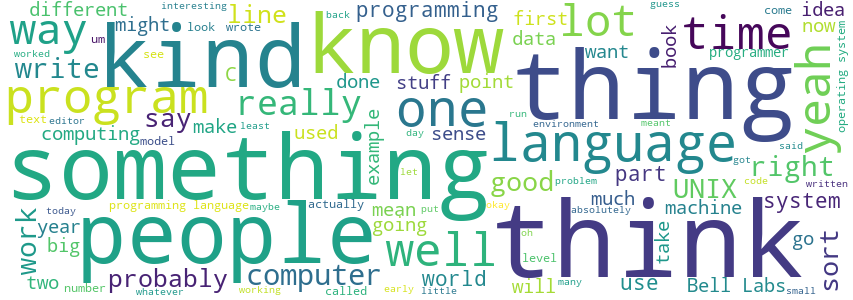 different
interesting
back
programming
guess
come
idea
might
look
wrote
line
first
way
um
kind
know
lot
time
now
worked
see
data
book
programmer
write
C
done
stuff
point
want
thing
yeah
operating system
program
really
one
text
editor
say
make
used
example
sense
run
environment
meant
said
computing
least
day
language
got
right
model
something
let
good
problem
part
code
written
UNIX
much
system
work
today
programming language
maybe
actually
mean
put
okay
think
absolutely
machine
year
people
going
well
oh
take
go
sort
big
two
probably
computer
world
level
many
use
Bell Labs
number
whatever
working
called
early
little
will
small